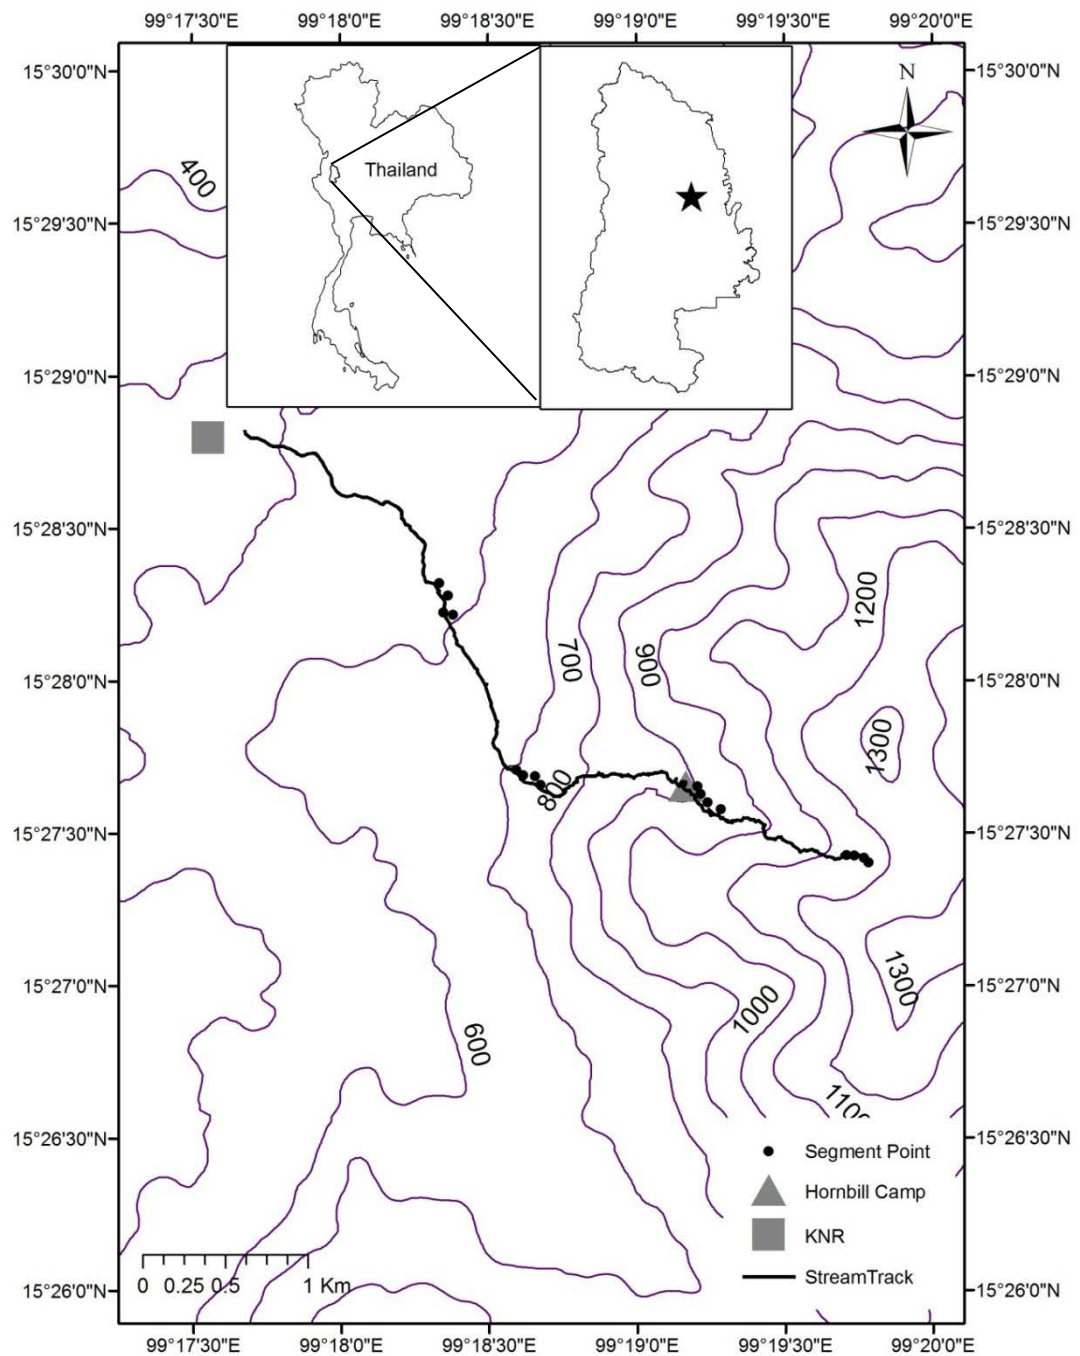 99°17'30"E 99°18'0"E 99°18'30"E 99°19'0"E 99°19'30"E 99°20'0"E
15°30'0"N 15°30'0"N
N
Thailand
400
15°29'30"N 15°29'30"N
15°29'0"N 15°29'0"N
15°28'30"N 15°28'30"N
1200
700
900
15°28'0"N 15°28'0"N
1300
800
15°27'30"N 15°27'30"N
1300
15°27'0"N 15°27'0"N
1000
600
1100
15°26'30"N 15°26'30"N
Segment Point
Hornbill Camp
KNR
StreamTrack
0 0.25 0.5 1 Km
15°26'0"N 15°26'0"N
99°17'30"E 99°18'0"E 99°18'30"E 99°19'0"E 99°19'30"E 99°20'0"E